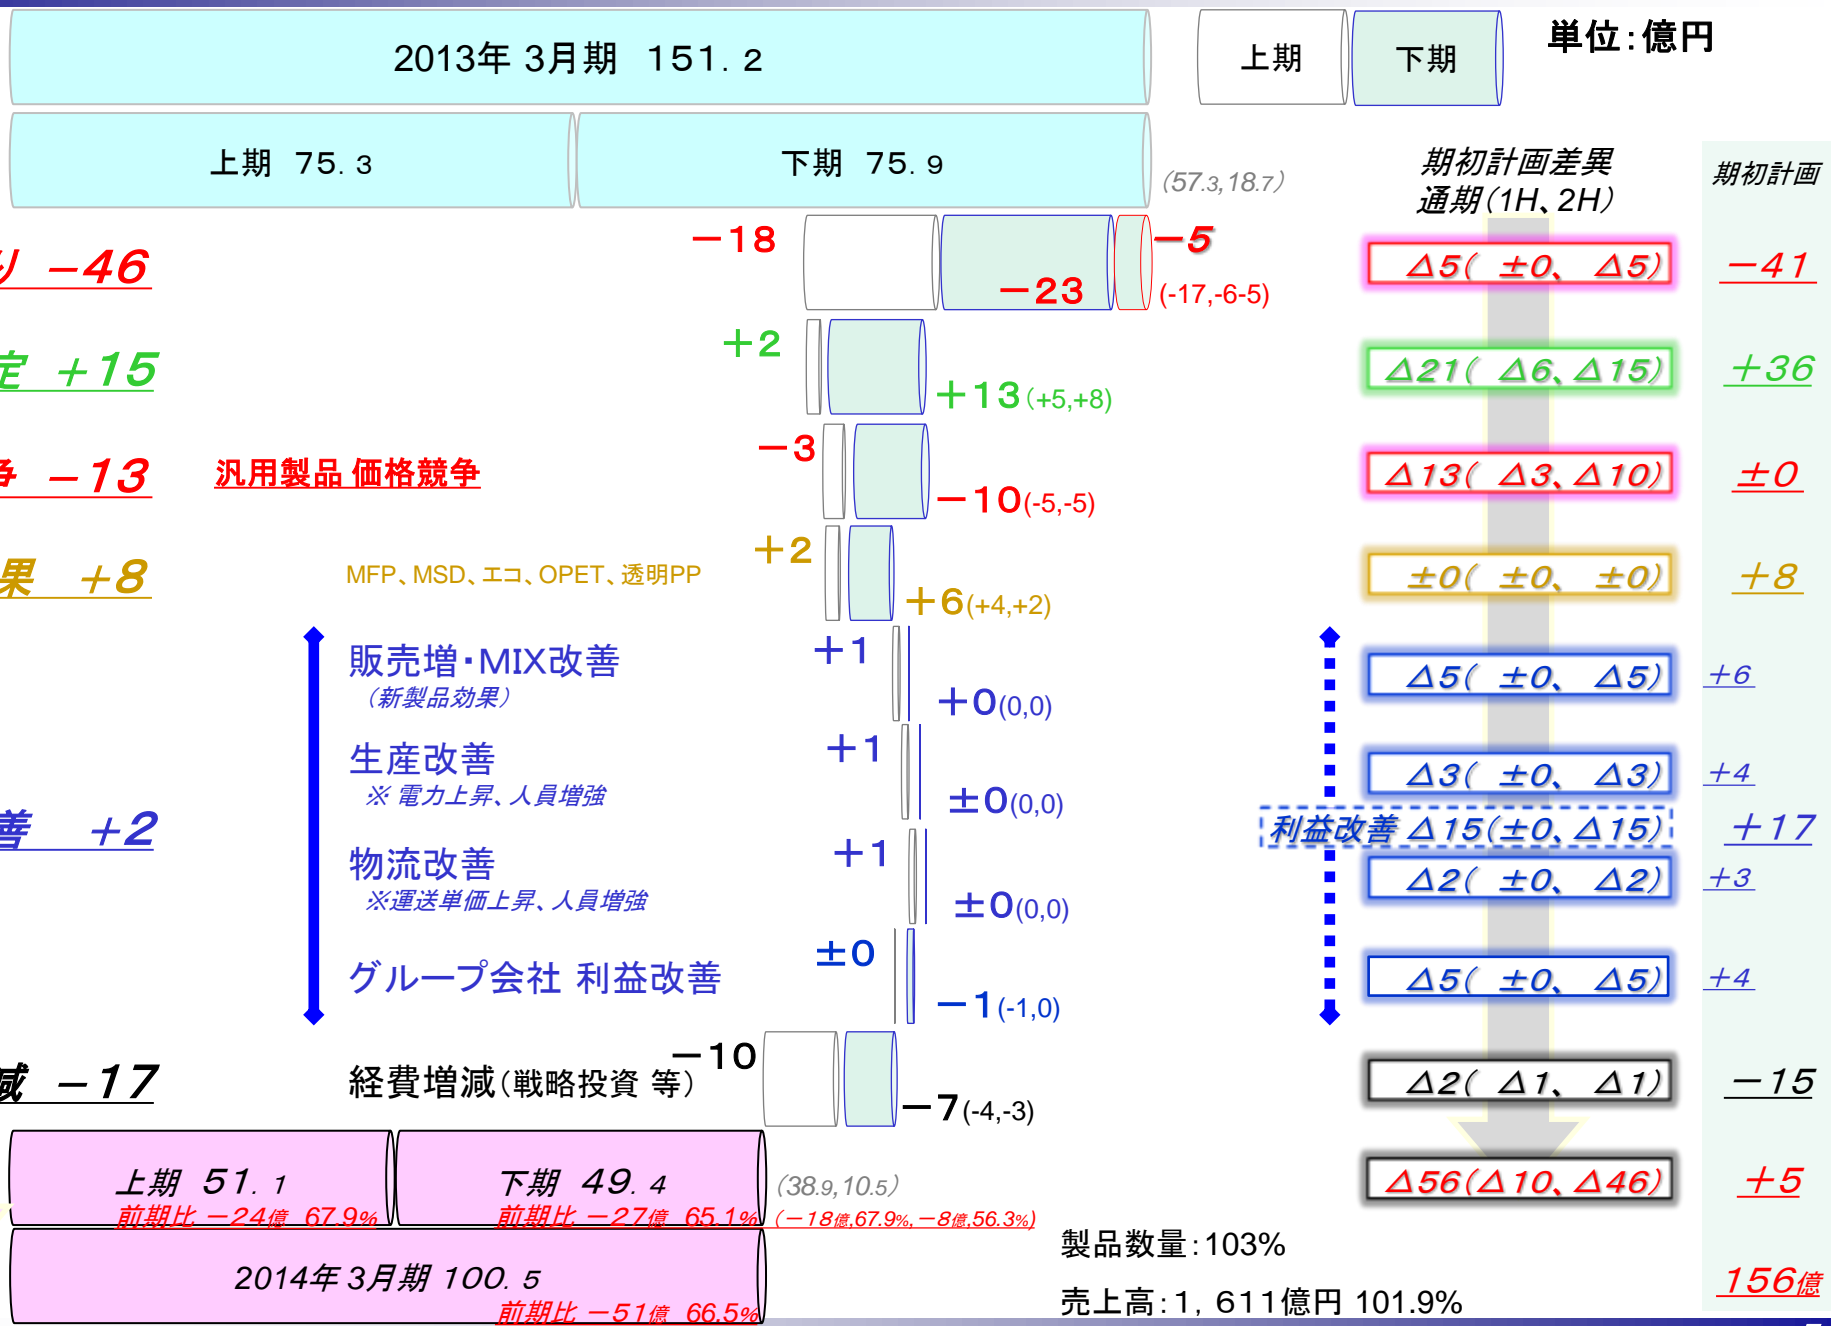 2013年 3月期 151.2
上期
下期
単位:億円
上期 75.3
下期 75.9
(57.3,18.7)
期初計画差異
通期(1H、2H)
期初計画
り -46
-18
-23
-5
(-17,-6-5)
△5( ±0、 △5)
-41
定 +15
+2
+13(+5,+8)
△21( △6、△15)
+36
争 -13
汎用製品 価格競争
-3
-10(-5,-5)
△13( △3、△10)
±0
果 +8
MFP、MSD、エコ、OPET、透明PP
+2
+6(+4,+2)
±0( ±0、 ±0)
+8
販売増・MIX改善
(新製品効果)
+1
+0(0,0)
△5( ±0、 △5)
+6
生産改善
※ 電力上昇、人員増強
+1
±0(0,0)
△3( ±0、 △3)
+4
善 +2
利益改善 △15(±0、△15)
+17
物流改善
※運送単価上昇、人員増強
+1
±0(0,0)
△2( ±0、 △2)
+3
グループ会社 利益改善
±0
-1(-1,0)
△5( ±0、 △5)
+4
減 -17
経費増減(戦略投資 等)
-10
-7(-4,-3)
△2( △1、 △1)
-15
上期 51.1
前期比 -24億 67.9%
下期 49.4
前期比 -27億 65.1%
(38.9,10.5)
(-18億,67.9%,-8億,56.3%)
△56(△10、△46)
+5
製品数量:103%
2014年 3月期 100.5
前期比 -51億 66.5%
売上高:1,611億円 101.9%
156億